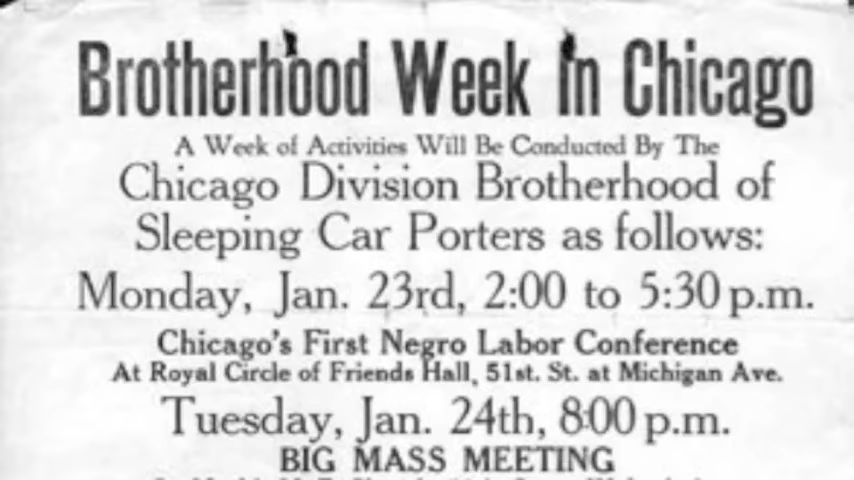 Brotherhood Week In Chicago
A Week of Activities Will Be Conducted By The
Chicago Division Brotherhood of
Sleeping Car Porters as follows:
Monday, Jan. 23rd, 2:00 to 5:30 p.m.
Chicago's First Negro Labor Conference
At Royal Circle of Friends Hall, 51st. St. at Michigan Ave.
Tuesday, Jan. 24th, 8:00 p.m.
BIG MASS MEETING